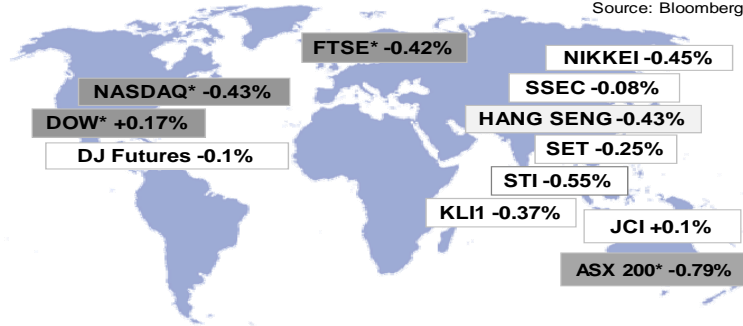 Source: Bloomberg
FTSE* -0.42%
NIKKEI -0.45%
NASDAQ* -0.43%
SSEC -0.08%
DOW* +0.17%
HANG SENG -0.43%
DJ Futures -0.1%
SET -0.25%
STI -0.55%
KLI1 -0.37%
JCI +0.1%
ASX 200* -0.79%